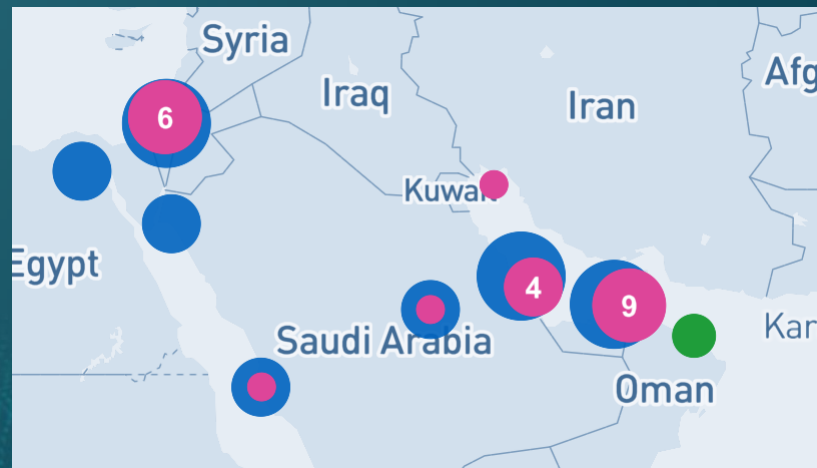 Syria
Afg
Iraq
Iran
6
Kuwait
Egypt
4
9
Saudi Arabia
Kar
Oman